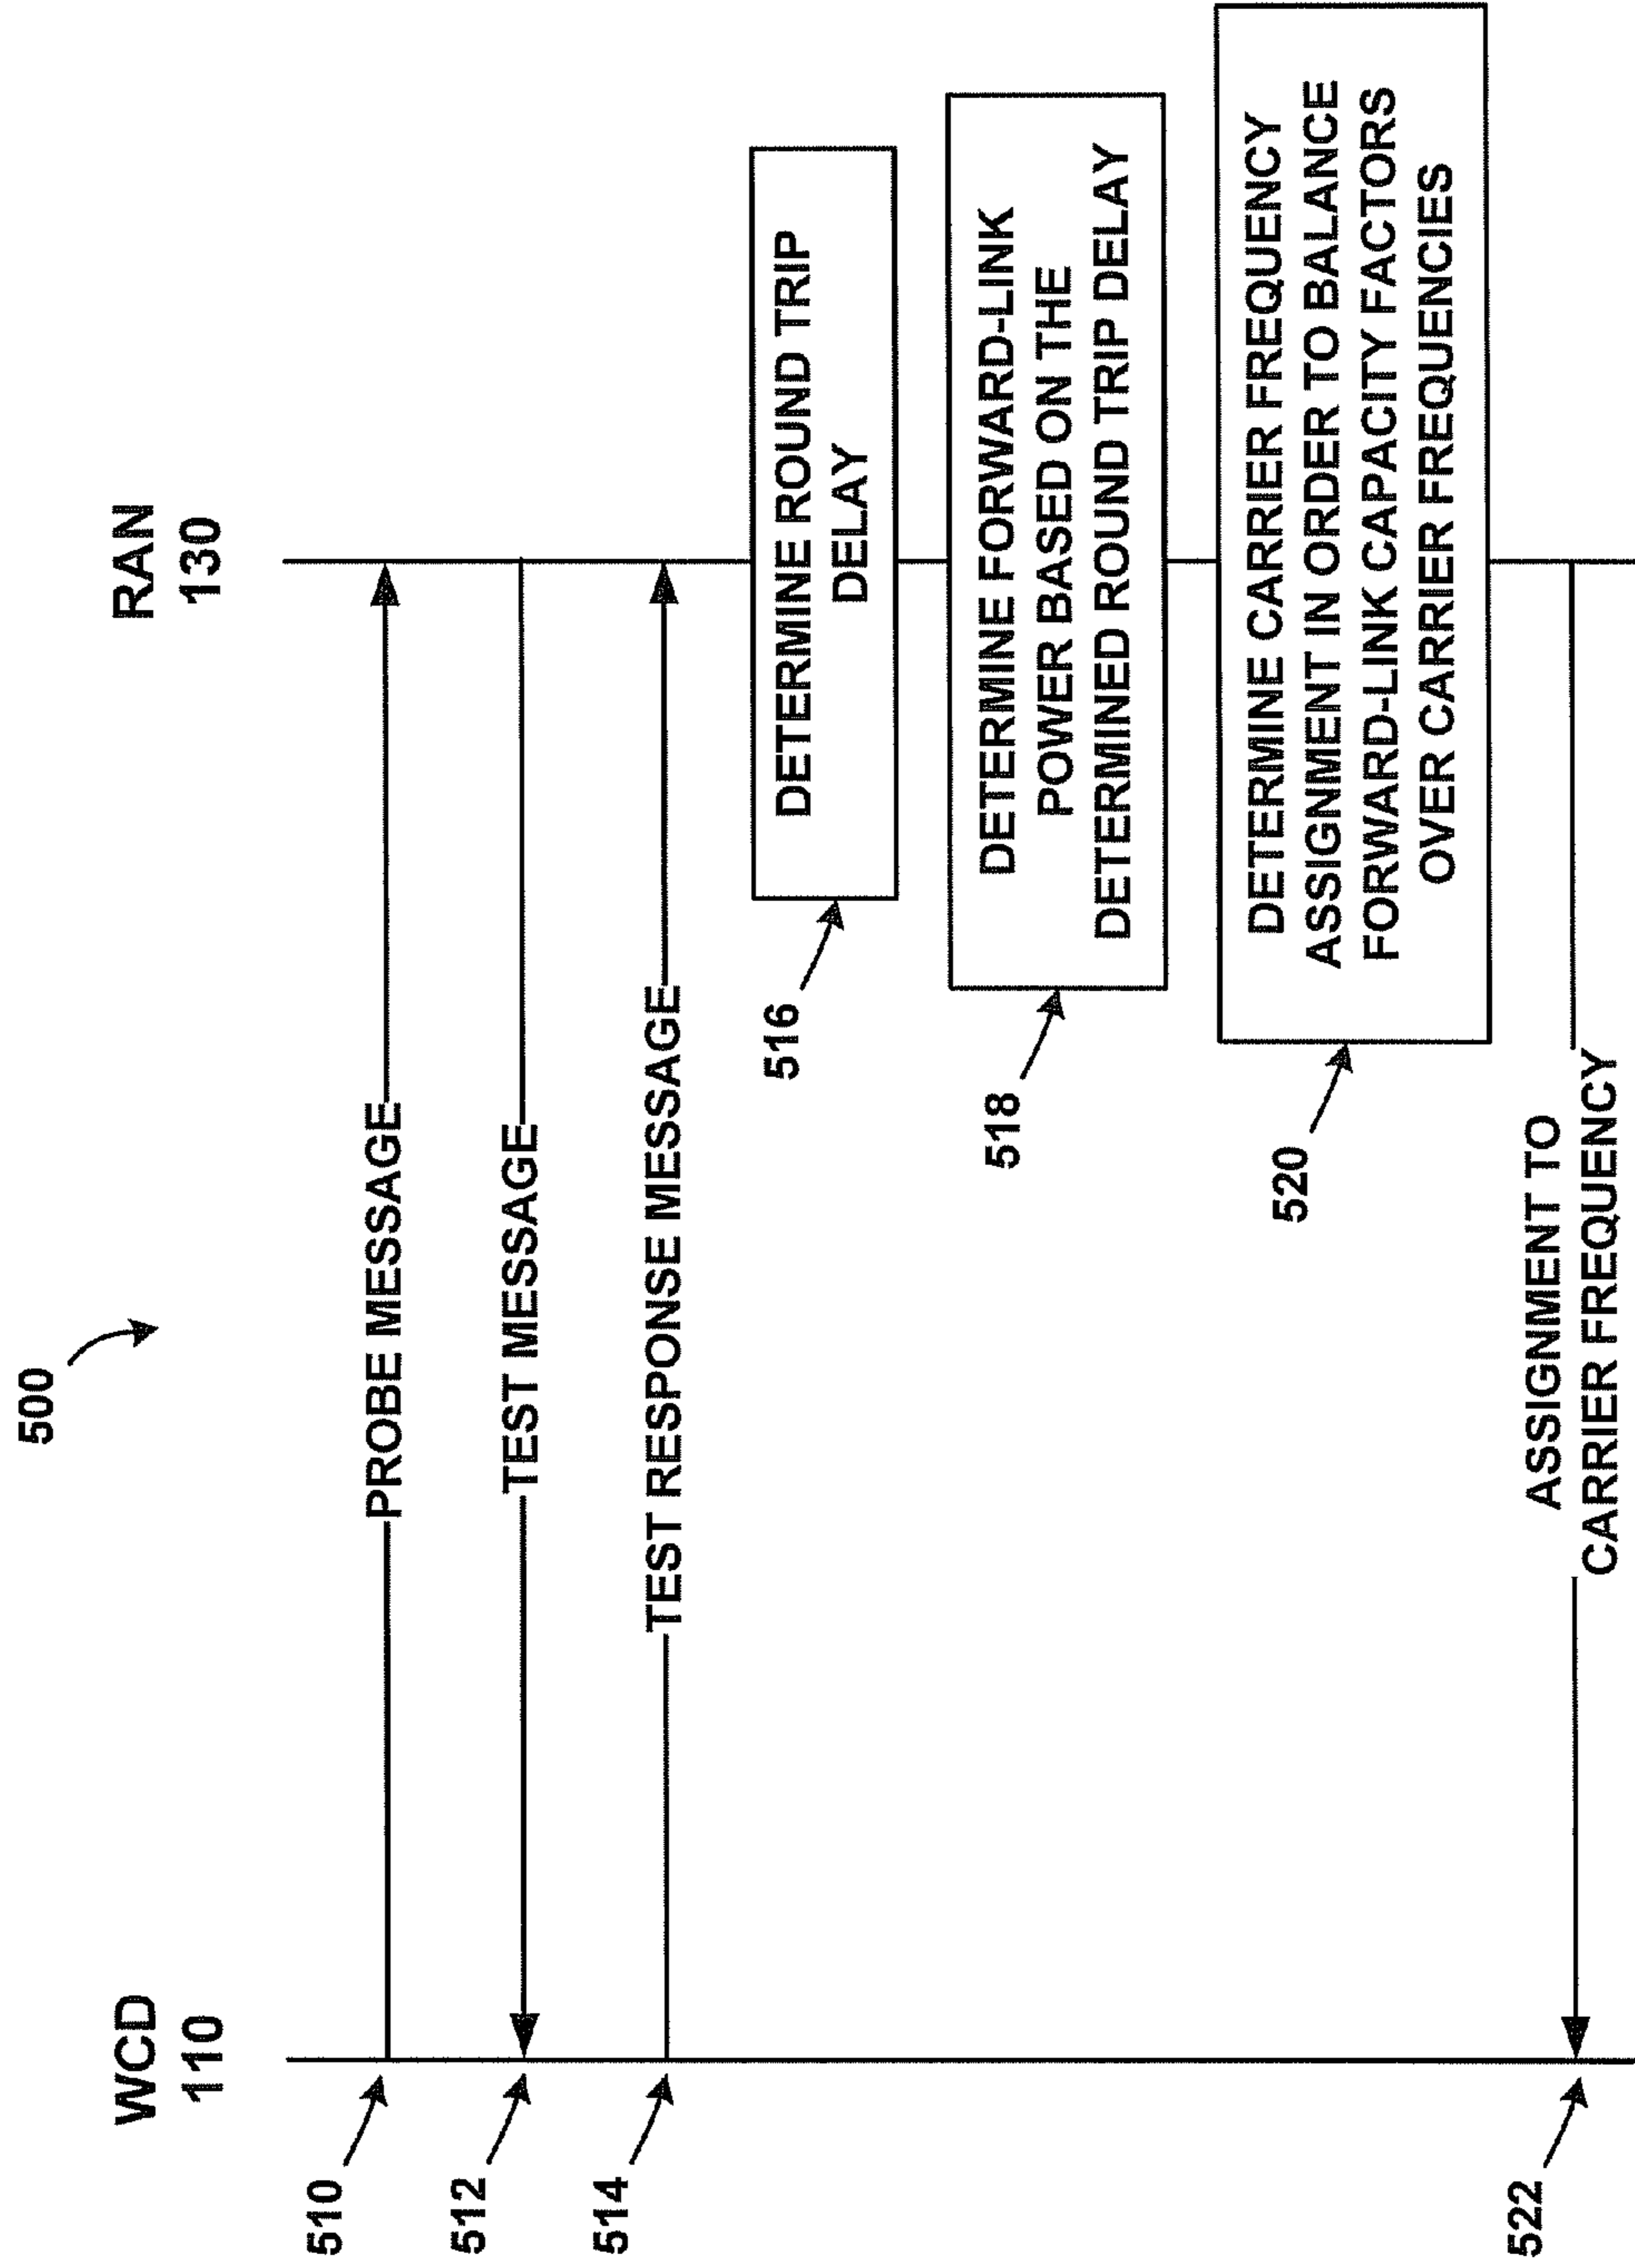 500
WCD
110
RAN
130
510
PROBE MESSAGE
512
TEST MESSAGE
514
TEST RESPONSE MESSAGE
516
DETERMINE ROUND TRIP
DELAY
518
DETERMINE FORWARD-LINK
POWER BASED ON THE
DETERMINED ROUND TRIP DELAY
520
DETERMINE CARRIER FREQUENCY
ASSIGNMENT IN ORDER TO BALANCE
FORWARD-LINK CAPACITY FACTORS
OVER CARRIER FREQUENCIES
522
ASSIGNMENT TO
CARRIER FREQUENCY